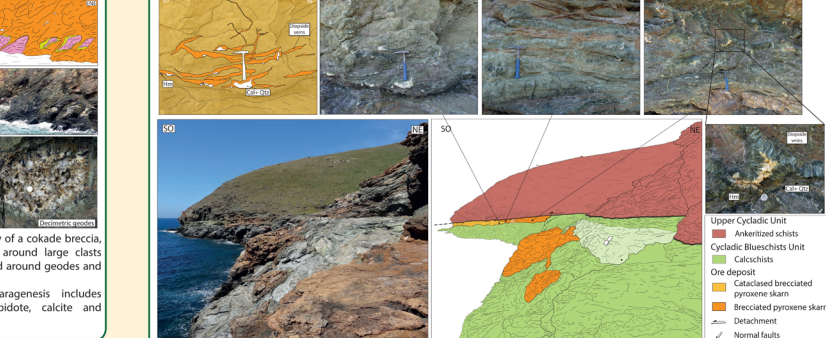 NE
Diopside
veins
Hm
Cal+ Qtz
Decimetric geodes
y of a cokade breccia,
around large clasts
d around geodes and
aragenesis includes
pidote, calcite and
SO
NE
SO
NE
Diopside
veins
Cal+ Qtz
Hm
Upper Cycladic Unit
Ankeritized schists
Cycladic Blueschists Unit
Calcschists
Ore deposit
Cataclased brecciated
pyroxene skarn
Brecciated pyroxene skarn
Detachment
Normal faults